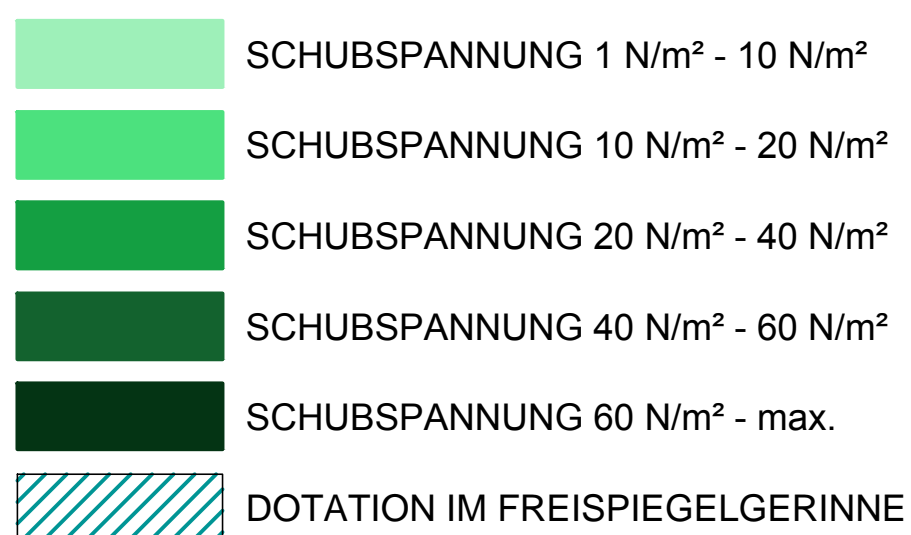 SCHUBSPANNUNG 1 N/m² - 10 N/m²
SCHUBSPANNUNG 10 N/m² - 20 N/m²
SCHUBSPANNUNG 20 N/m² - 40 N/m²
SCHUBSPANNUNG 40 N/m² - 60 N/m²
SCHUBSPANNUNG 60 N/m² - max.
DOTATION IM FREISPIEGELGERINNE